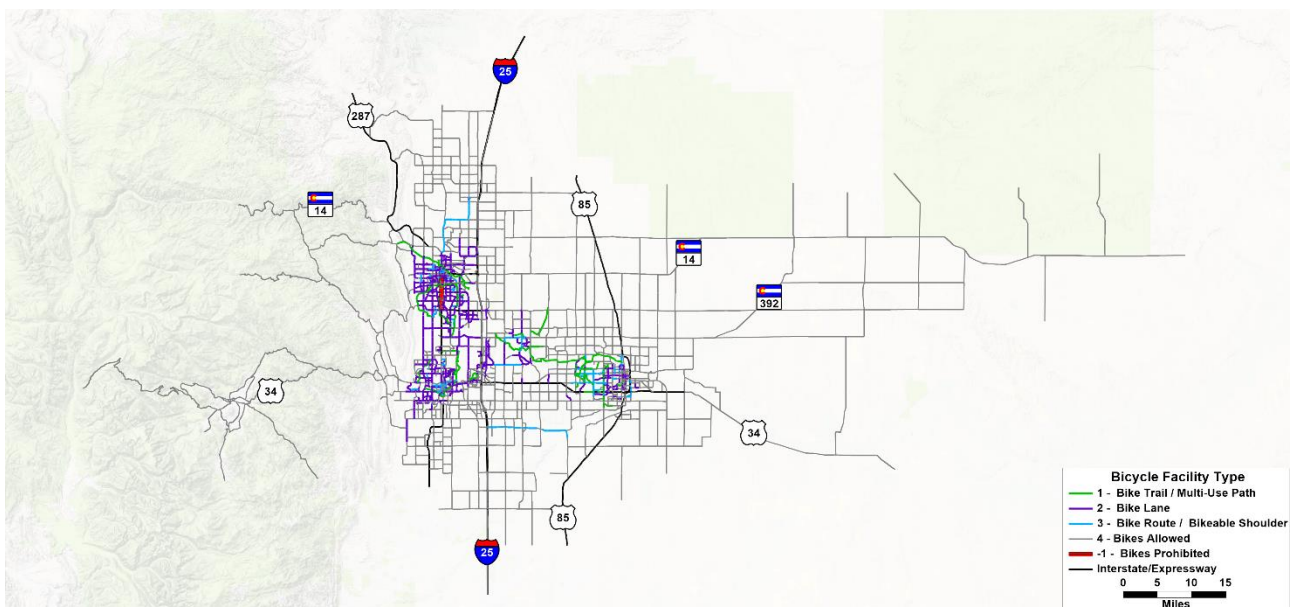 25
287
14
85
14
392
34
34
85
25
Bicycle Facility Type
1 - Bike Trail / Multi-Use Path
2 - Bike Lane
3 - Bike Route / Bikeable Shoulder
4 - Bikes Allowed
-1 - Bikes Prohibited
Interstate/Expressway
0 5 10 15
Miles